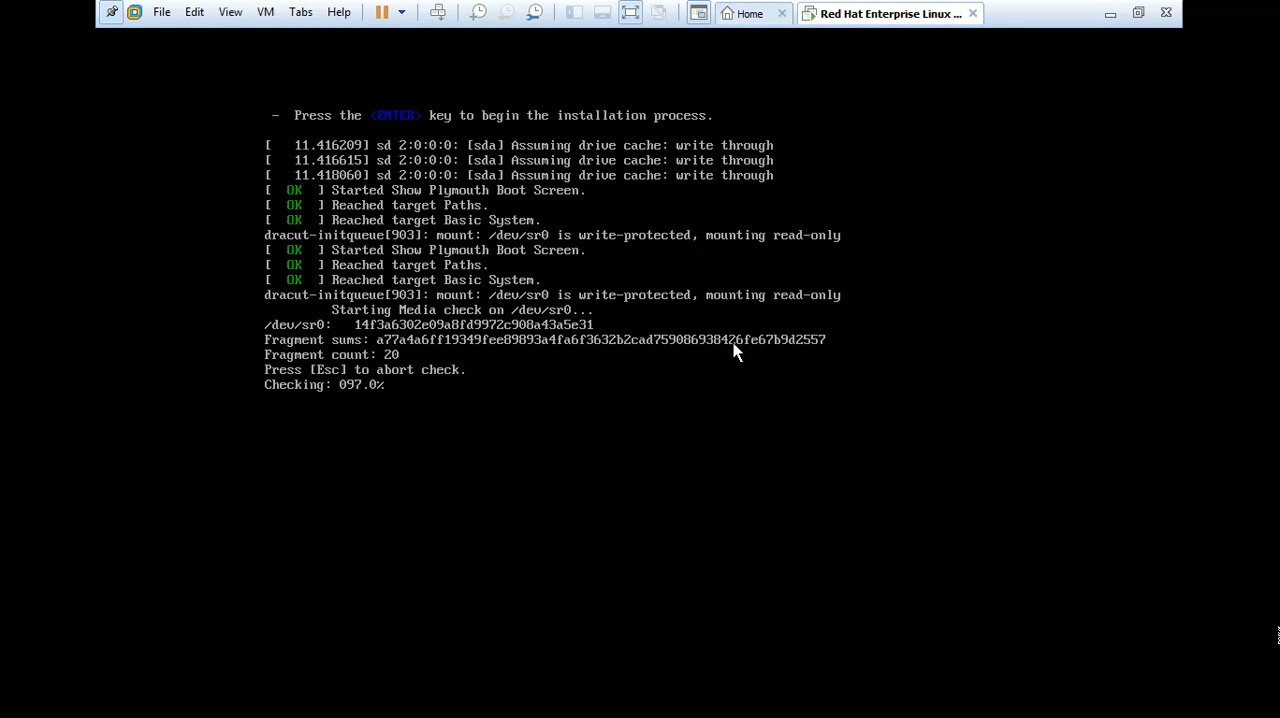 File Edit View VM Tabs Help Home Red Hat Enterprise Linux ...
- Press the <ENTER> key to begin the installation process.
[ 11.416209] sd 2:0:0:0: [sda] Assuming drive cache: write through
[ 11.416615] sd 2:0:0:0: [sda] Assuming drive cache: write through
[ 11.418060] sd 2:0:0:0: [sda] Assuming drive cache: write through
[ OK ] Started Show Plymouth Boot Screen.
[ OK ] Reached target Paths.
[ OK ] Reached target Basic System.
dracut-initqueue[903]: mount: /dev/sr0 is write-protected, mounting read-only
[ OK ] Started Show Plymouth Boot Screen.
[ OK ] Reached target Paths.
[ OK ] Reached target Basic System.
dracut-initqueue[903]: mount: /dev/sr0 is write-protected, mounting read-only
Starting Media check on /dev/sr0...
/dev/sr0: 14f3a6302e09a8fd9972c908a43a5e31
Fragment sums: a77a4a6ff19349fee89893a4fa6f3632b2cad759086938426fe67b9d2557
Fragment count: 20
Press [Esc] to abort check.
Checking: 097.0%